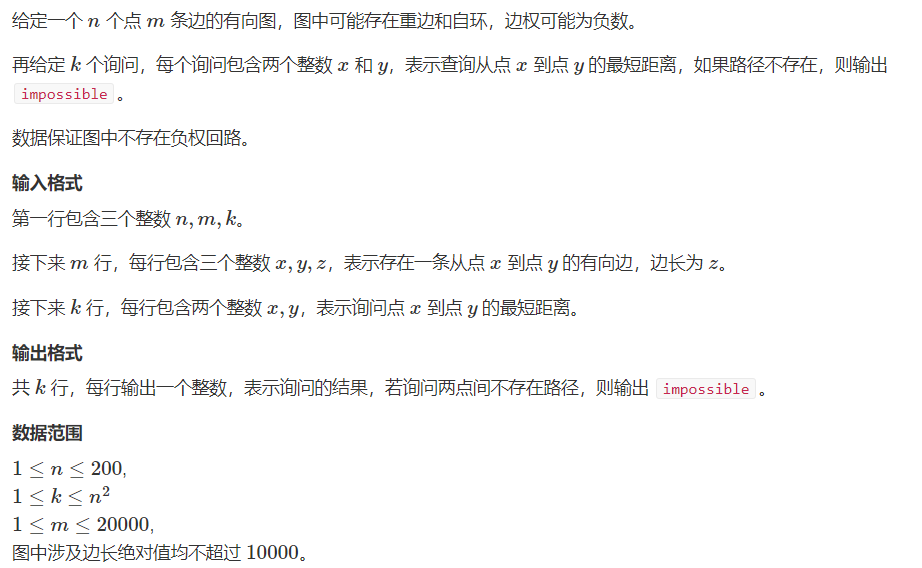 给定一个 n 个点 m 条边的有向图，图中可能存在重边和自环，边权可能为负数。
再给定 k 个询问，每个询问包含两个整数 x 和 y，表示查询从点 x 到点 y 的最短距离，如果路径不存在，则输出
impossible。
数据保证图中不存在负权回路。
输入格式
第一行包含三个整数 n, m, k。
接下来 m 行，每行包含三个整数 x, y, z，表示存在一条从点 x 到点 y 的有向边，边长为 z。
接下来 k 行，每行包含两个整数 x, y，表示询问点 x 到点 y 的最短距离。
输出格式
共 k 行，每行输出一个整数，表示询问的结果，若询问两点间不存在路径，则输出 impossible。
数据范围
1 ≤ n ≤ 200,
1 ≤ k ≤ n²
1 ≤ m ≤ 20000,
图中涉及边长绝对值均不超过 10000。